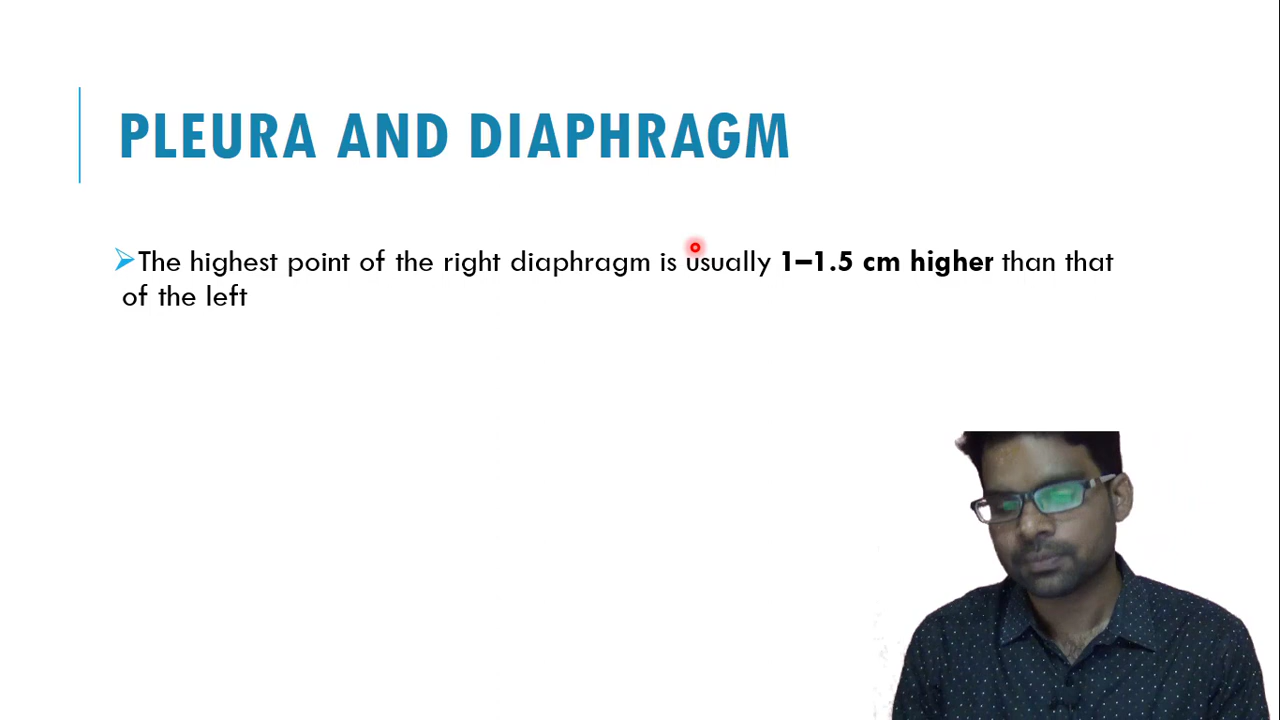 PLEURA AND DIAPHRAGM
➢The highest point of the right diaphragm is usually 1–1.5 cm higher than that
of the left